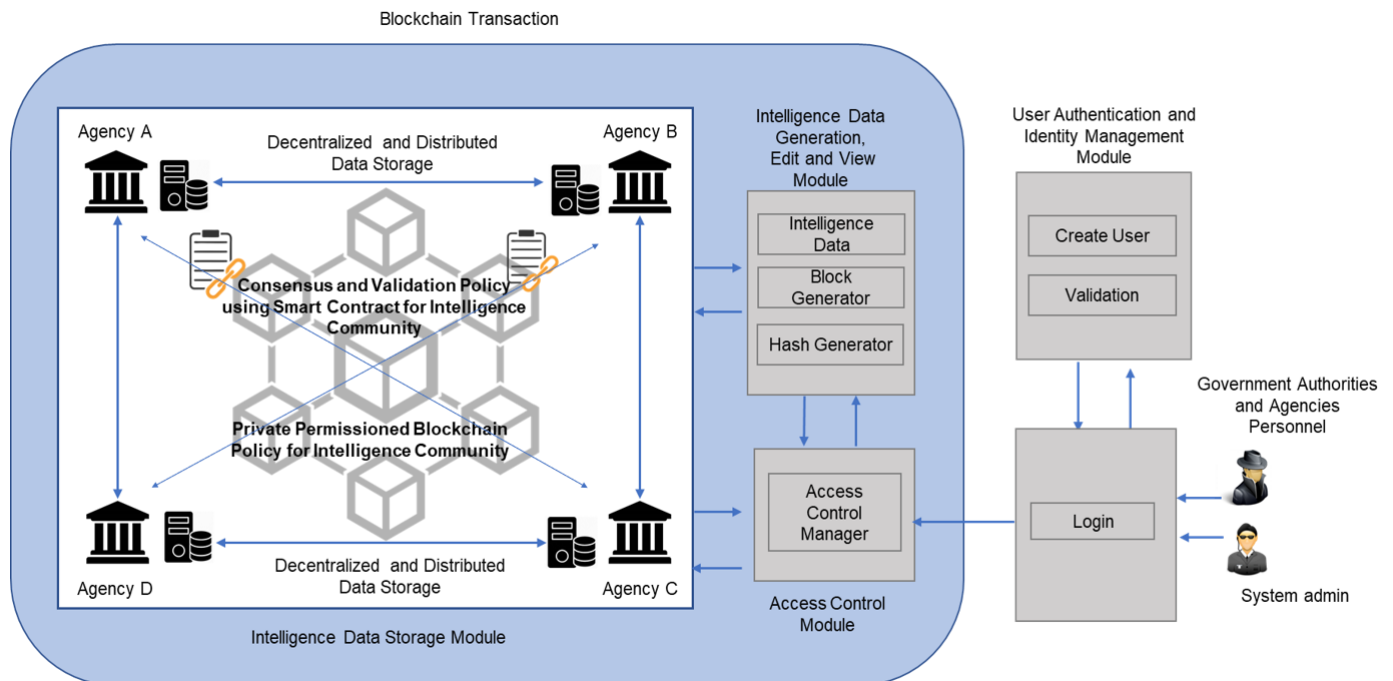 Blockchain Transaction
Agency A
Decentralized and Distributed
Data Storage
Agency B
Consensus and Validation Policy
using Smart Contract for Intelligence
Community
Private Permissioned Blockchain
Policy for Intelligence Community
Agency D
Decentralized and Distributed
Data Storage
Agency C
Intelligence Data Storage Module
Intelligence Data
Generation,
Edit and View
Module
Intelligence
Data
Block
Generator
Hash Generator
Access
Control
Manager
Access Control
Module
User Authentication and
Identity Management
Module
Create User
Validation
Login
Government Authorities
and Agencies
Personnel
System admin